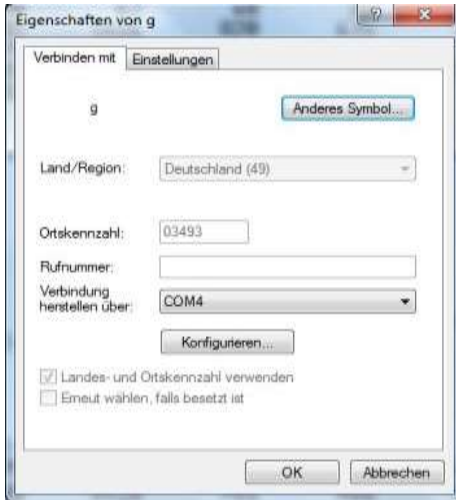 Eigenschaften von g
?
Verbinden mit
Einstellungen
g
Anderes Symbol...
Land/Region:
Deutschland (49)
Ortskennzahl:
03493
Rufnummer:
Verbindung
herstellen über:
COM4
Konfigurieren...
Landes- und Ortskennzahl verwenden
Erneut wählen, falls besetzt ist
OK
Abbrechen